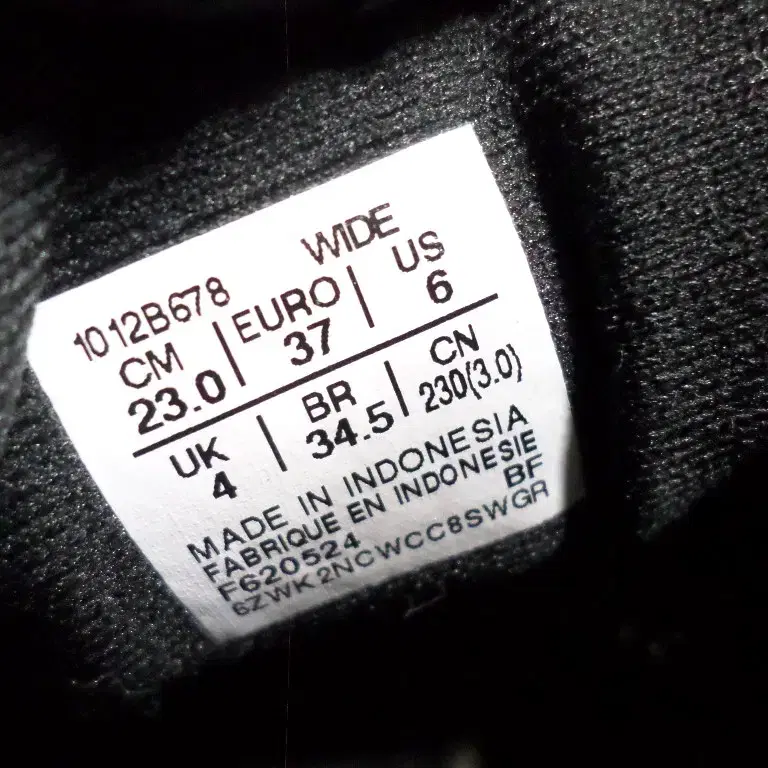 WIDE
1012B678
CM | EURO | US
23.0 | 37 | 6
UK | BR | CN
4 | 34.5 | 230(3.0)
MADE IN INDONESIA
FABRIQUE EN INDONESIE
BF
F620524
6ZWK2NCWCC8SWGR